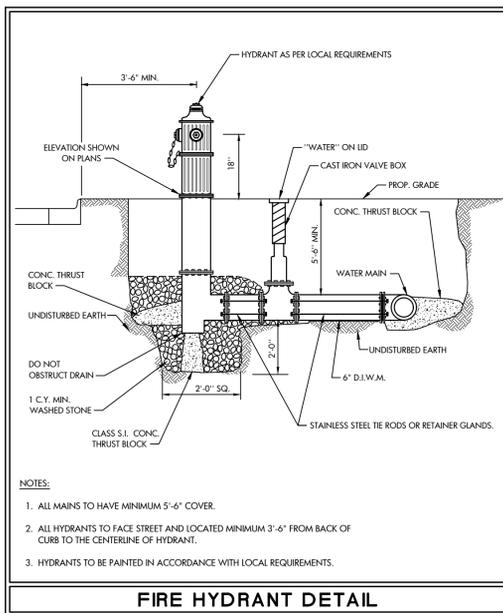 HYDRANT AS PER LOCAL REQUIREMENTS
3'-6" MIN.
ELEVATION SHOWN
ON PLANS
18"
"WATER" ON LID
CAST IRON VALVE BOX
PROP. GRADE
CONC. THRUST BLOCK
5'-6" MIN.
WATER MAIN
CONC. THRUST
BLOCK
UNDISTURBED EARTH
UNDISTURBED EARTH
DO NOT
OBSTRUCT DRAIN
2'-0"
6" D.I.W.M.
1 C.Y. MIN.
WASHED STONE
2'-0" SQ.
STAINLESS STEEL TIE RODS OR RETAINER GLANDS.
CLASS S.I. CONC.
THRUST BLOCK
NOTES:
1. ALL MAINS TO HAVE MINIMUM 5'-6" COVER.
2. ALL HYDRANTS TO FACE STREET AND LOCATED MINIMUM 3'-6" FROM BACK OF
CURB TO THE CENTERLINE OF HYDRANT.
3. HYDRANTS TO BE PAINTED IN ACCORDANCE WITH LOCAL REQUIREMENTS.
FIRE HYDRANT DETAIL